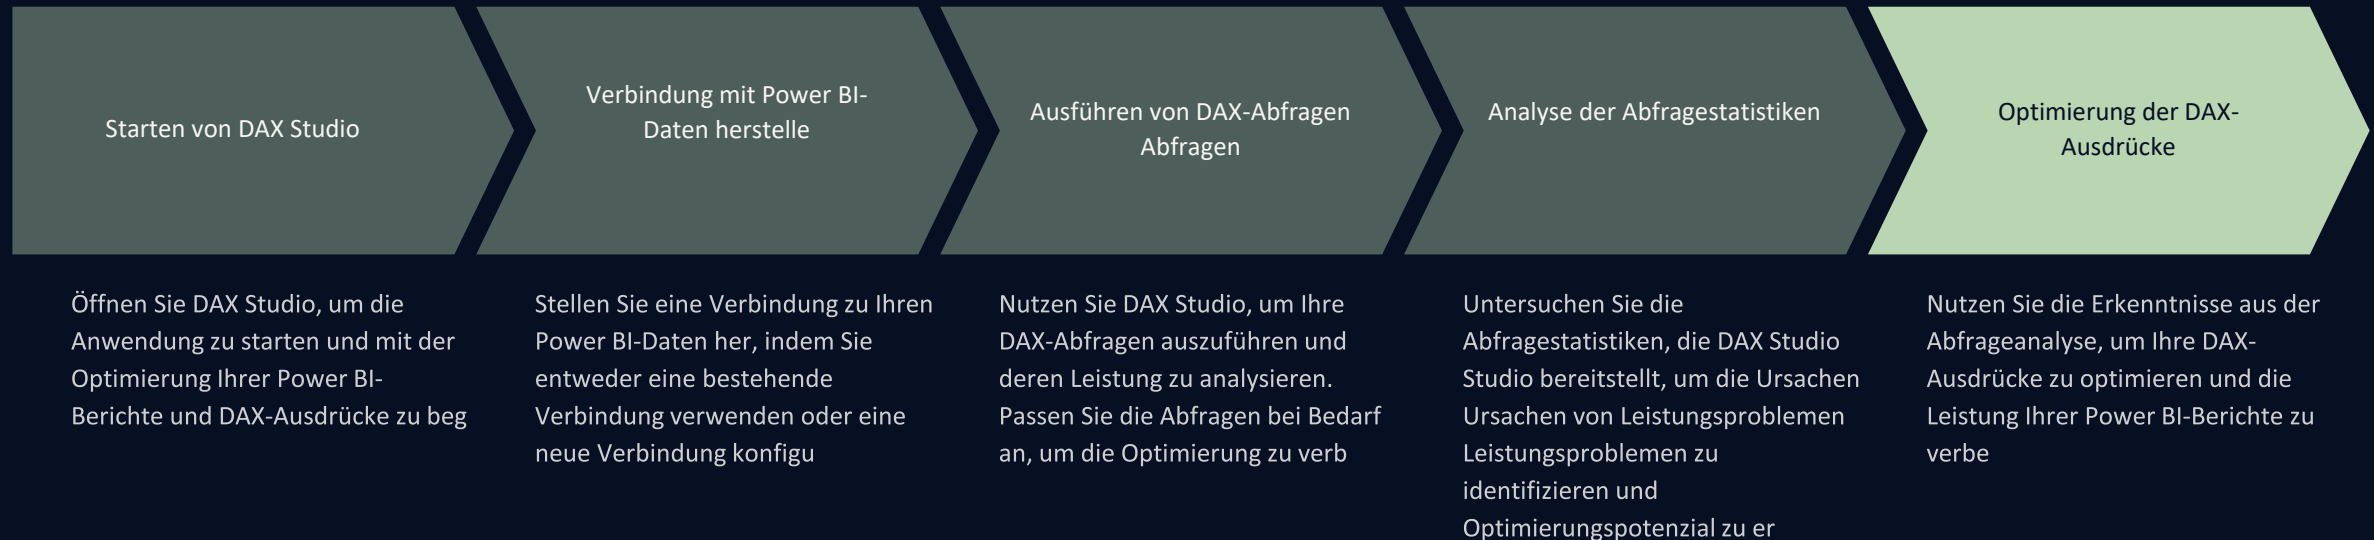 Starten von DAX Studio
Verbindung mit Power BI-
Daten herstelle
Ausführen von DAX-Abfragen
Abfragen
Analyse der Abfragestatistiken
Optimierung der DAX-
Ausdrücke
Öffnen Sie DAX Studio, um die
Anwendung zu starten und mit der
Optimierung Ihrer Power BI-
Berichte und DAX-Ausdrücke zu beg
Stellen Sie eine Verbindung zu Ihren
Power BI-Daten her, indem Sie
entweder eine bestehende
Verbindung verwenden oder eine
neue Verbindung konfigu
Nutzen Sie DAX Studio, um Ihre
DAX-Abfragen auszuführen und
deren Leistung zu analysieren.
Passen Sie die Abfragen bei Bedarf
an, um die Optimierung zu verb
Untersuchen Sie die
Abfragestatistiken, die DAX Studio
Studio bereitstellt, um die Ursachen
Ursachen von Leistungsproblemen
Leistungsproblemen zu
identifizieren und
Optimierungspotenzial zu er
Nutzen Sie die Erkenntnisse aus der
Abfrageanalyse, um Ihre DAX-
Ausdrücke zu optimieren und die
Leistung Ihrer Power BI-Berichte zu
verbe